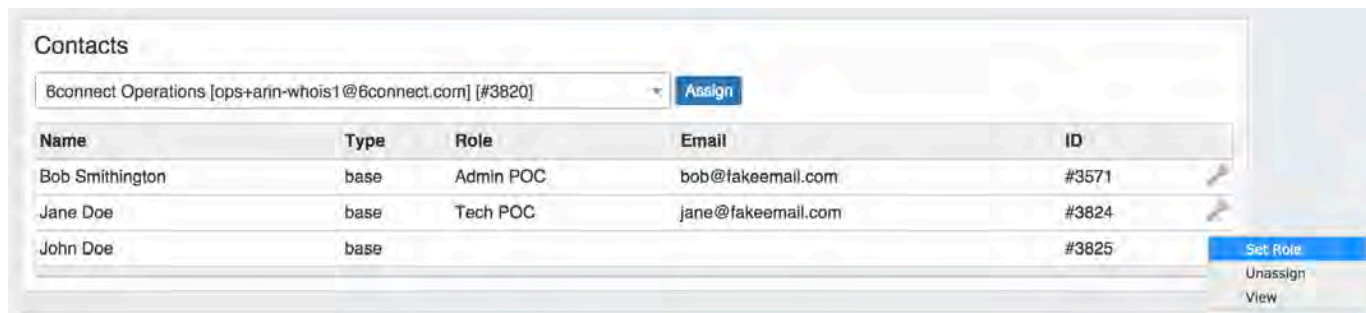 Contacts
6connect Operations [ops+arin-whois1@6connect.com] [#3820] Assign
Name Type Role Email ID
Bob Smithington base Admin POC bob@fakeemail.com #3571
Jane Doe base Tech POC jane@fakeemail.com #3824
John Doe base #3825 Set Role
Unassign
View